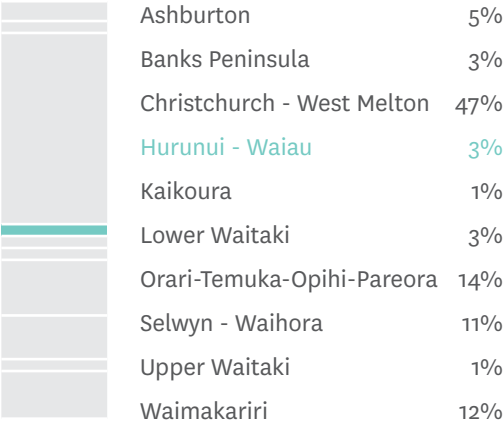 Ashburton 5%
Banks Peninsula 3%
Christchurch - West Melton 47%
Hurunui - Waiau 3%
Kaikoura 1%
Lower Waitaki 3%
Orari-Temuka-Opihi-Pareora 14%
Selwyn - Waihora 11%
Upper Waitaki 1%
Waimakariri 12%